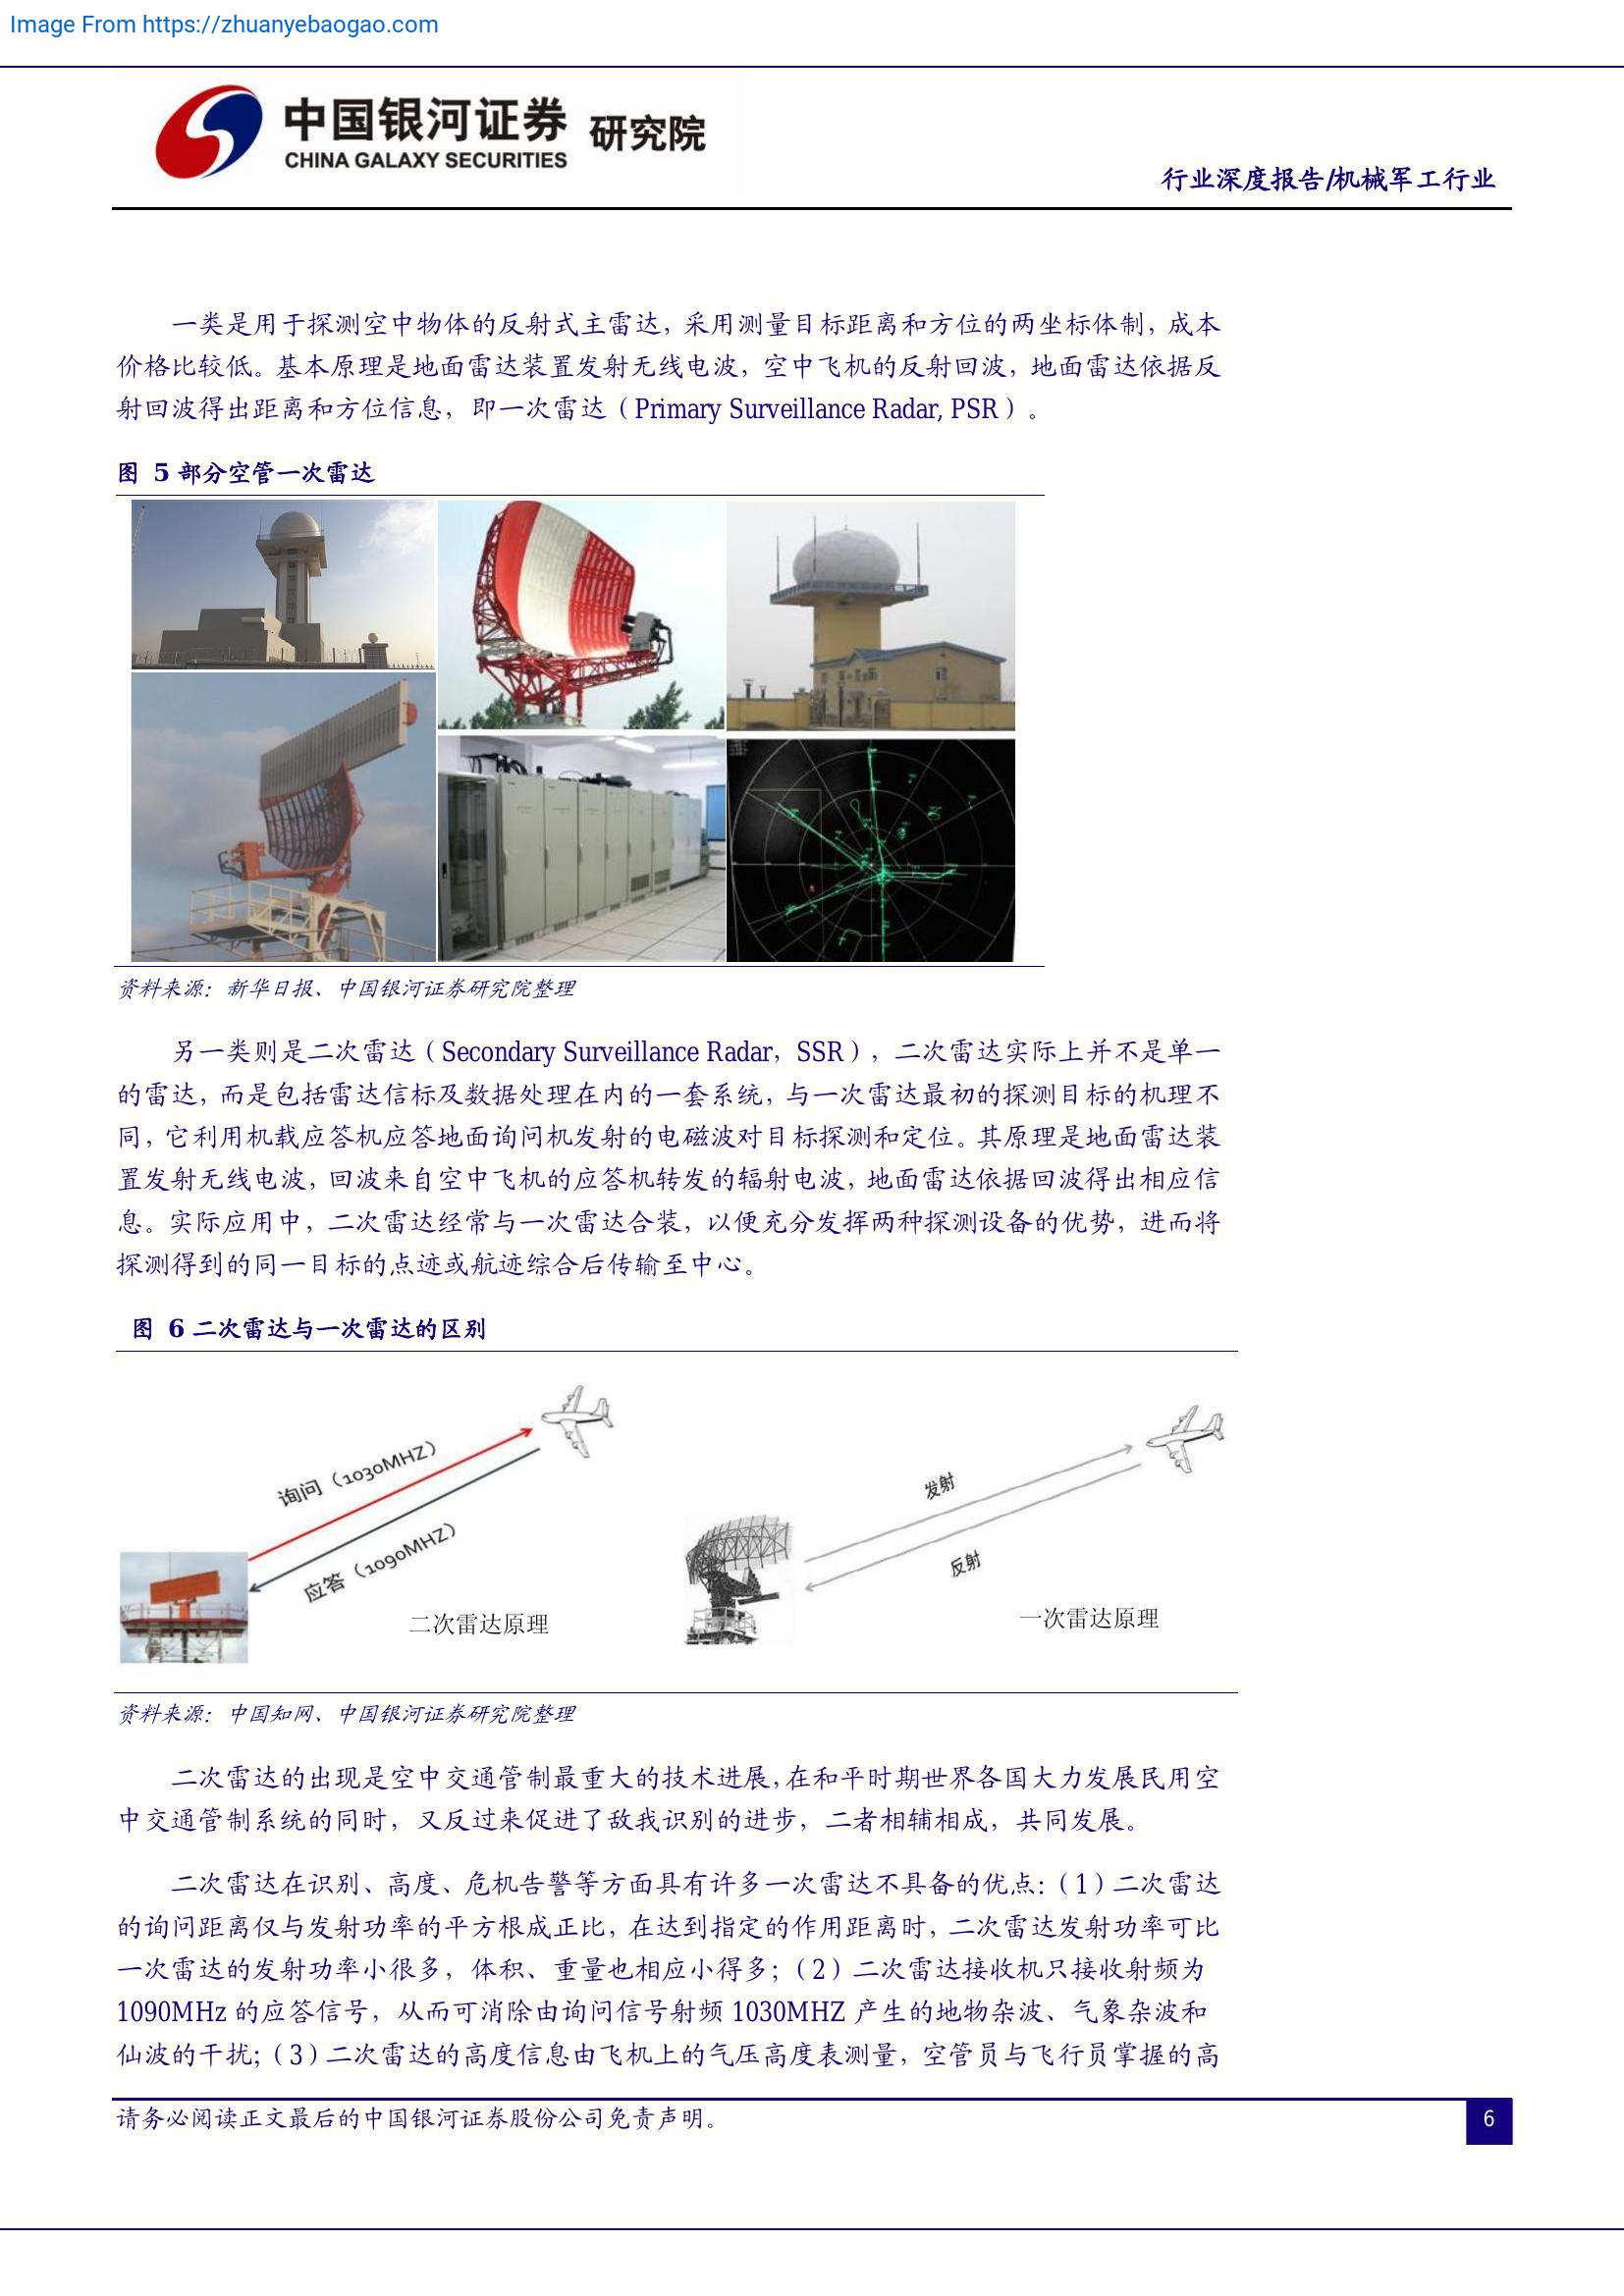 Image From https://zhuanyebaogao.com
中国银河证券 研究院
CHINA GALAXY SECURITIES
行业深度报告/机械军工行业
一类是用于探测空中物体的反射式主雷达，采用测量目标距离和方位的两坐标体制，成本
价格比较低。基本原理是地面雷达装置发射无线电波，空中飞机的反射回波，地面雷达依据反
射回波得出距离和方位信息，即一次雷达（Primary Surveillance Radar, PSR）。
图 5 部分空管一次雷达
资料来源：新华日报、中国银河证券研究院整理
另一类则是二次雷达（Secondary Surveillance Radar，SSR），二次雷达实际上并不是单一
的雷达，而是包括雷达信标及数据处理在内的一套系统，与一次雷达最初的探测目标的机理不
同，它利用机载应答机应答地面询问机发射的电磁波对目标探测和定位。其原理是地面雷达装
置发射无线电波，回波来自空中飞机的应答机转发的辐射电波，地面雷达依据回波得出相应信
息。实际应用中，二次雷达经常与一次雷达合装，以便充分发挥两种探测设备的优势，进而将
探测得到的同一目标的点迹或航迹综合后传输至中心。
图 6 二次雷达与一次雷达的区别
询问（1030MHZ）
应答（1090MHZ）
二次雷达原理
发射
反射
一次雷达原理
资料来源：中国知网、中国银河证券研究院整理
二次雷达的出现是空中交通管制最重大的技术进展，在和平时期世界各国大力发展民用空
中交通管制系统的同时，又反过来促进了敌我识别的进步，二者相辅相成，共同发展。
二次雷达在识别、高度、危机告警等方面具有许多一次雷达不具备的优点：（1）二次雷达
的询问距离仅与发射功率的平方根成正比，在达到指定的作用距离时，二次雷达发射功率可比
一次雷达的发射功率小很多，体积、重量也相应小得多；（2）二次雷达接收机只接收射频为
1090MHz 的应答信号，从而可消除由询问信号射频 1030MHZ 产生的地物杂波、气象杂波和
仙波的干扰；（3）二次雷达的高度信息由飞机上的气压高度表测量，空管员与飞行员掌握的高
请务必阅读正文最后的中国银河证券股份公司免责声明。
6